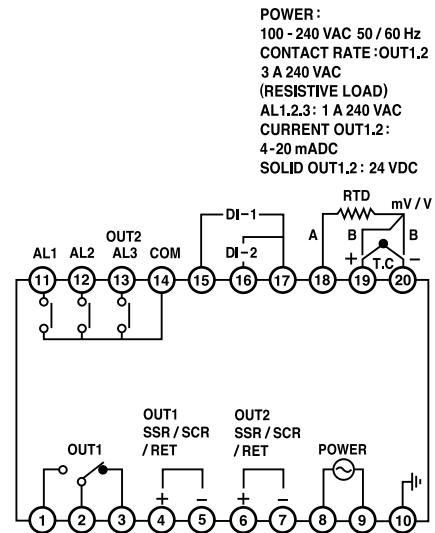 POWER:
100 - 240 VAC 50 / 60 Hz
CONTACT RATE:OUT1.2
3 A 240 VAC
(RESISTIVE LOAD)
AL1.2.3: 1 A 240 VAC
CURRENT OUT1.2:
4-20 mADC
SOLID OUT1.2: 24 VDC
RTD
mV / V
DI-1
OUT2
A B B
AL1 AL2 AL3 COM
DI-2
+ T.C -
11 12 13 14 15 16 17 18 19 20
OUT1 OUT2
SSR / SCR SSR / SCR
OUT1 / RET / RET POWER
+ - + -
1 2 3 4 5 6 7 8 9 10